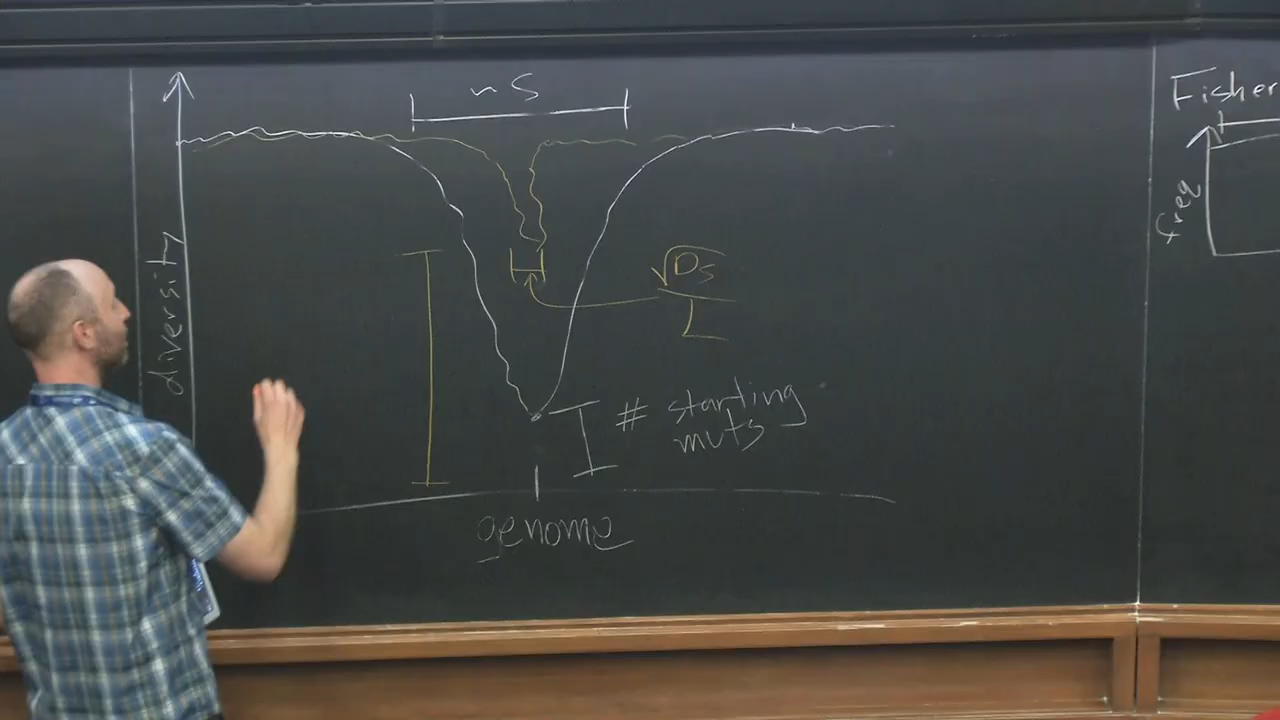 ~ S
diversity
√Ds
L
# starting
muts
genome
Fisher
freq